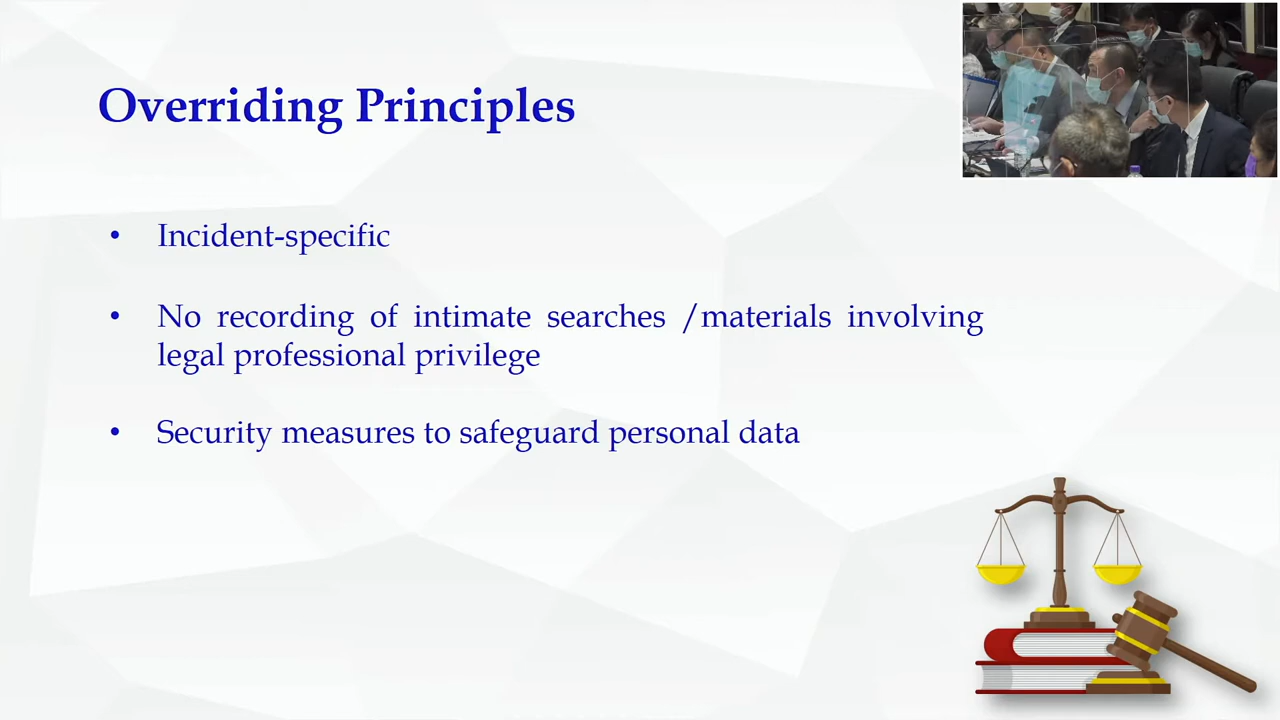 Overriding Principles
• Incident-specific
• No recording of intimate searches /materials involving
legal professional privilege
• Security measures to safeguard personal data